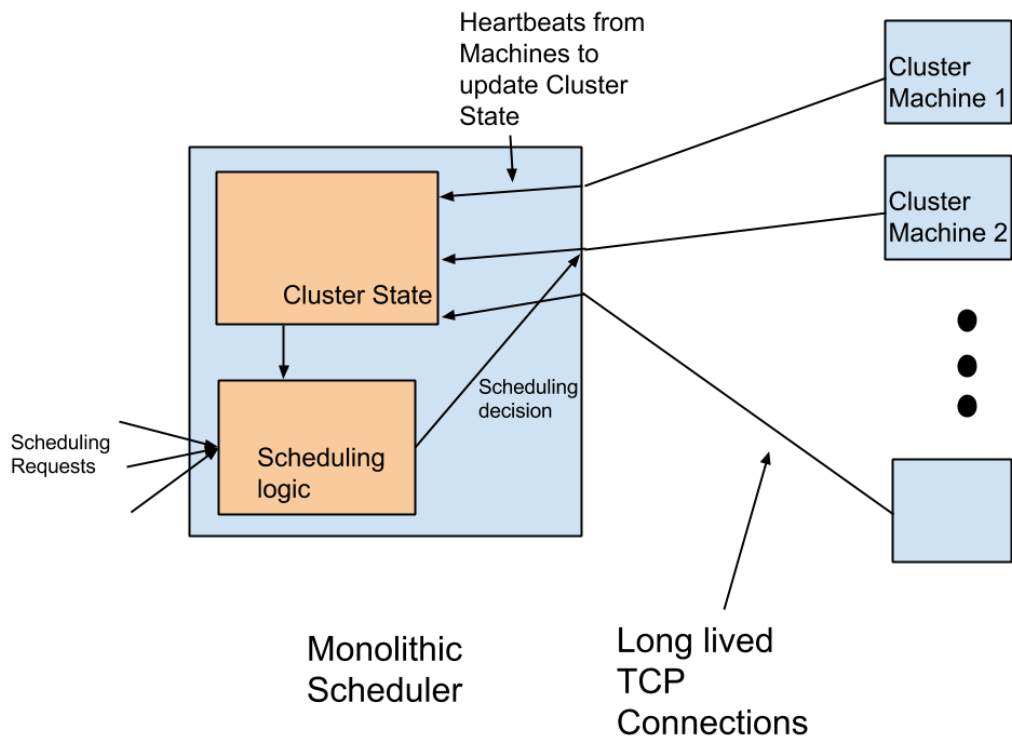 Heartbeats from
Machines to
update Cluster
State
Cluster
Machine 1
Cluster
Machine 2
Cluster State
Scheduling
decision
Scheduling
Requests
Scheduling
logic
Monolithic
Scheduler
Long lived
TCP
Connections